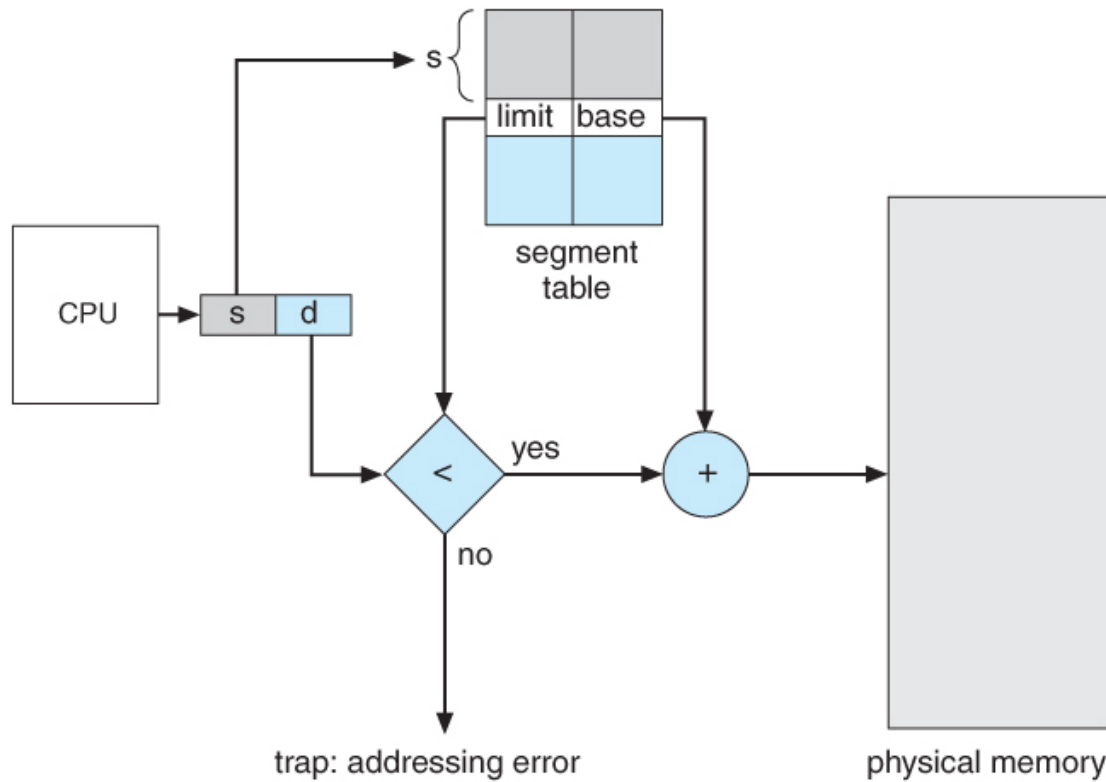 s
limit base
segment
table
CPU
s d
<
yes
+
no
trap: addressing error
physical memory